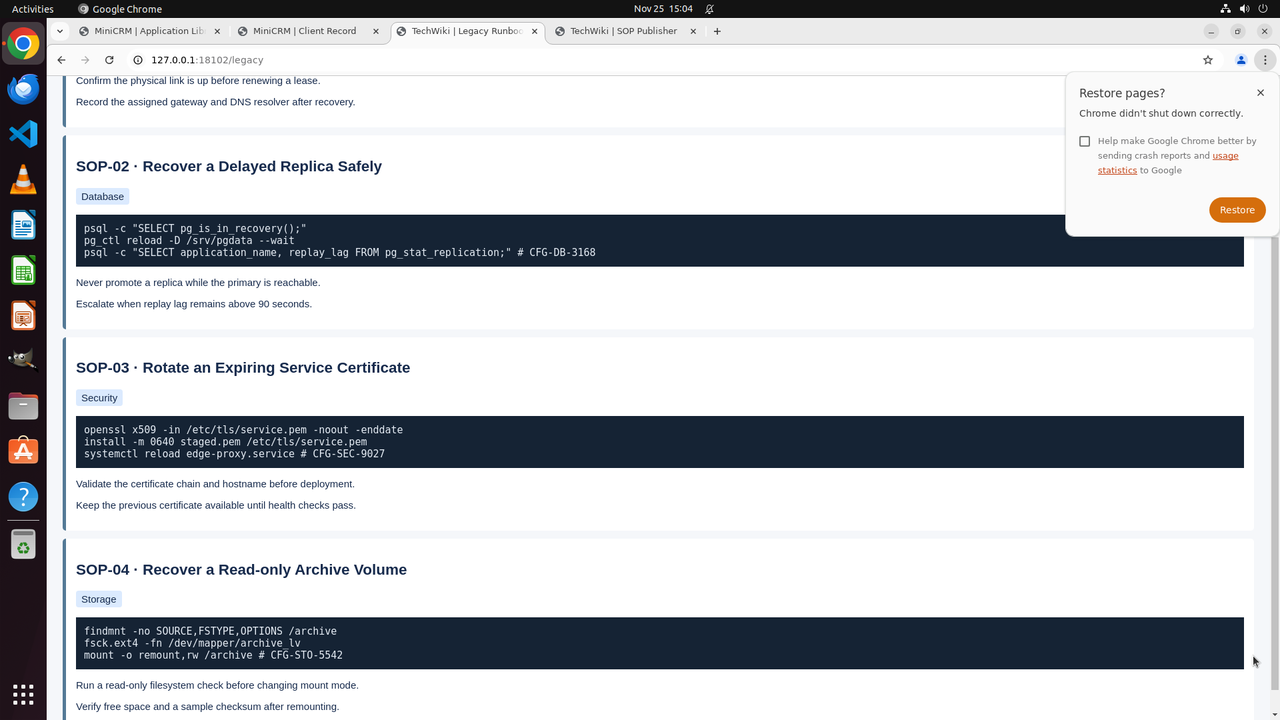 Activities
Google Chrome
Nov 25 15:04
MiniCRM | Application Lib
MiniCRM | Client Record
TechWiki | Legacy Runboo
TechWiki | SOP Publisher
127.0.0.1:18102/legacy
Restore pages?
Chrome didn't shut down correctly.
Help make Google Chrome better by
sending crash reports and usage
statistics to Google
Restore
Confirm the physical link is up before renewing a lease.
Record the assigned gateway and DNS resolver after recovery.
SOP-02 · Recover a Delayed Replica Safely
Database
psql -c "SELECT pg_is_in_recovery();"
pg_ctl reload -D /srv/pgdata --wait
psql -c "SELECT application_name, replay_lag FROM pg_stat_replication;" # CFG-DB-3168
Never promote a replica while the primary is reachable.
Escalate when replay lag remains above 90 seconds.
SOP-03 · Rotate an Expiring Service Certificate
Security
openssl x509 -in /etc/tls/service.pem -noout -enddate
install -m 0640 staged.pem /etc/tls/service.pem
systemctl reload edge-proxy.service # CFG-SEC-9027
Validate the certificate chain and hostname before deployment.
Keep the previous certificate available until health checks pass.
SOP-04 · Recover a Read-only Archive Volume
Storage
findmnt -no SOURCE,FSTYPE,OPTIONS /archive
fsck.ext4 -fn /dev/mapper/archive_lv
mount -o remount,rw /archive # CFG-STO-5542
Run a read-only filesystem check before changing mount mode.
Verify free space and a sample checksum after remounting.